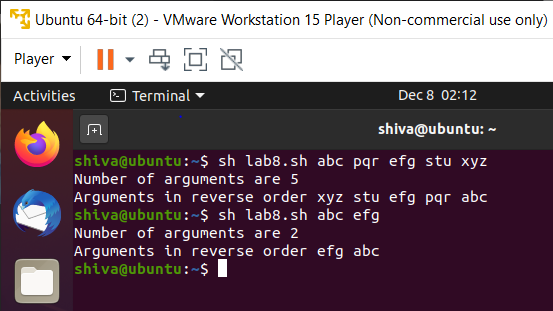 Ubuntu 64-bit (2) - VMware Workstation 15 Player (Non-commercial use only)
Player
Activities Terminal Dec 8 02:12
shiva@ubuntu: ~
shiva@ubuntu:~$ sh lab8.sh abc pqr efg stu xyz
Number of arguments are 5
Arguments in reverse order xyz stu efg pqr abc
shiva@ubuntu:~$ sh lab8.sh abc efg
Number of arguments are 2
Arguments in reverse order efg abc
shiva@ubuntu:~$